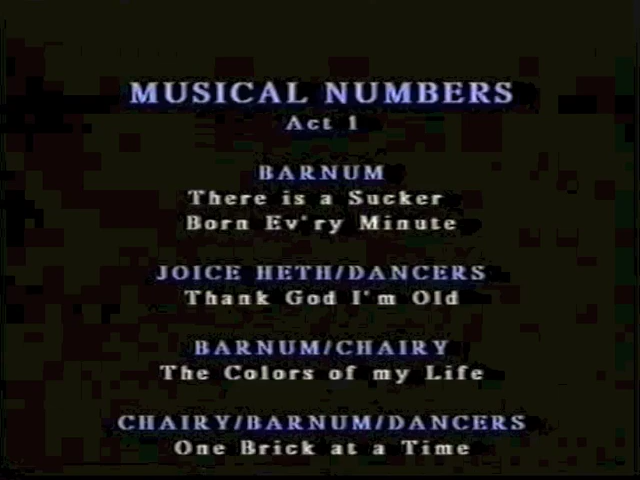 MUSICAL NUMBERS
Act 1
BARNUM
There is a Sucker
Born Ev'ry Minute
JOICE HETH/DANCERS
Thank God I'm Old
BARNUM/CHAIRY
The Colors of my Life
CHAIRY/BARNUM/DANCERS
One Brick at a Time